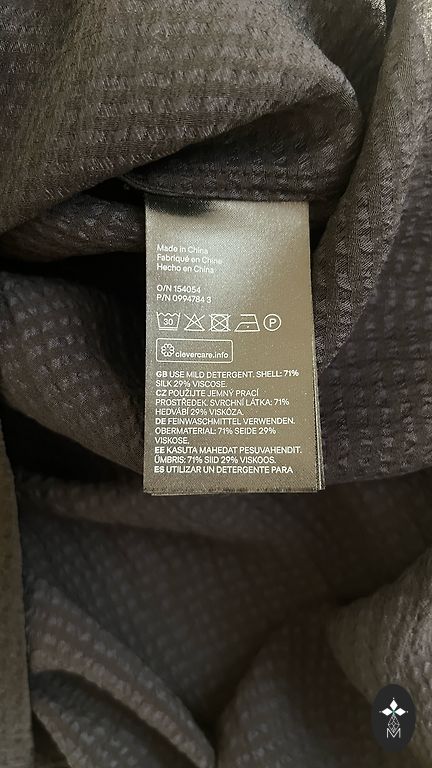 Made in China
Fabriqué en Chine
Hecho en China
O/N 154054
P/N 0994784 3
30
P
clevercare.info
GB USE MILD DETERGENT. SHELL: 71%
SILK 29% VISCOSE.
CZ POUŽIJTE JEMNÝ PRACÍ
PROSTŘEDEK. SVRCHNÍ LÁTKA: 71%
HEDVÁBÍ 29% VISKÓZA.
DE FEINWASCHMITTEL VERWENDEN.
OBERMATERIAL: 71% SEIDE 29%
VISKOSE.
EE KASUTA MAHEDAT PESUVAHENDIT.
ÜMBRIS: 71% SIID 29% VISKOOS.
ES UTILIZAR UN DETERGENTE PARA
M